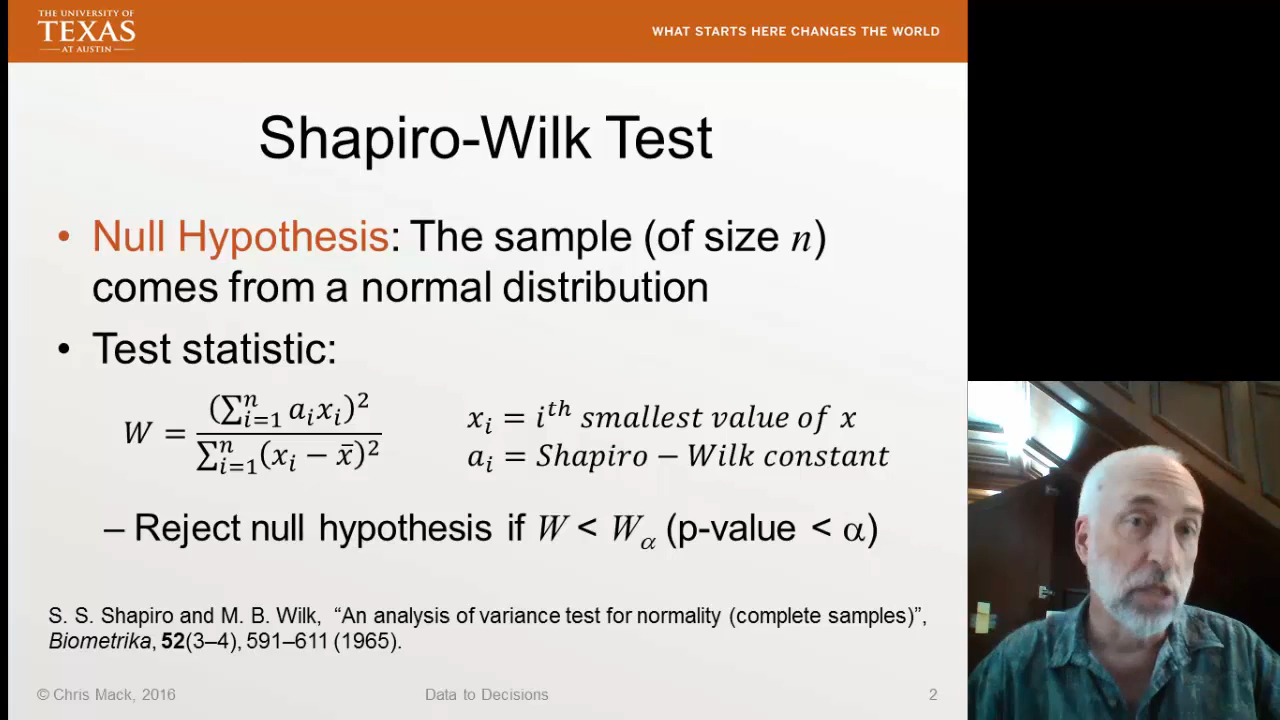 THE UNIVERSITY OF
TEXAS
AT AUSTIN
WHAT STARTS HERE CHANGES THE WORLD
Shapiro-Wilk Test
• Null Hypothesis: The sample (of size n)
comes from a normal distribution
• Test statistic:
W = (∑ⁿᵢ₌₁ aᵢxᵢ)² / ∑ⁿᵢ₌₁(xᵢ − x̄)²
xᵢ = iᵗʰ smallest value of x
aᵢ = Shapiro − Wilk constant
– Reject null hypothesis if W < Wα (p-value < α)
S. S. Shapiro and M. B. Wilk, “An analysis of variance test for normality (complete samples)”,
Biometrika, 52(3–4), 591–611 (1965).
© Chris Mack, 2016
Data to Decisions
2